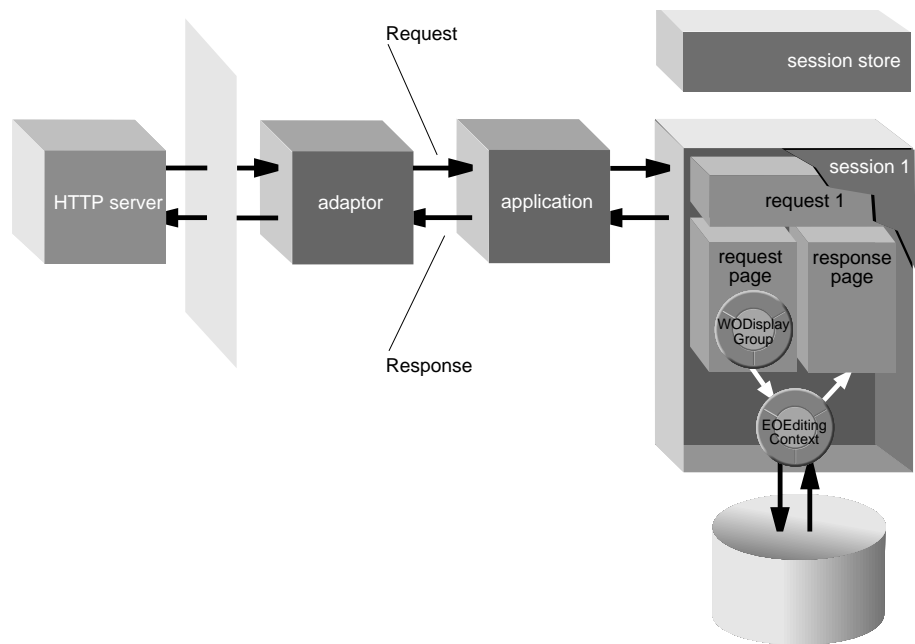 Request
session store
session 1
HTTP server
adaptor
application
request 1
request
page
response
page
WODisplay
Group
Response
EOEditing
Context